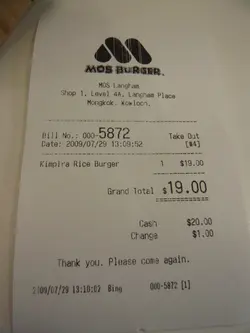 MOS BURGER.
MOS Langham
Shop 1, Level 4A, Langham Place
Mongkok, Kowloon.
Bill No.: 000-5872 Take Out
Date: 2009/07/29 13:09:52 [#4]
Kimpira Rice Burger 1 $19.00
Grand Total $19.00
Cash $20.00
Change $1.00
Thank you. Please come again.
2009/07/29 13:10:02 Bing 000-5872 [1]